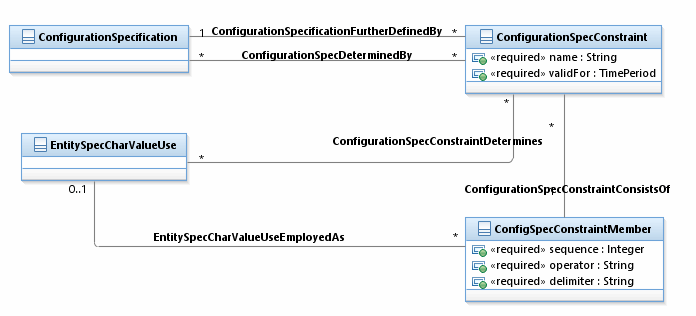 ConfigurationSpecification
1
ConfigurationSpecificationFurtherDefinedBy
*
*
ConfigurationSpecDeterminedBy
*
ConfigurationSpecConstraint
«required» name : String
«required» validFor : TimePeriod
*
*
EntitySpecCharValueUse
*
ConfigurationSpecConstraintDetermines
0..1
ConfigurationSpecConstraintConsistsOf
EntitySpecCharValueUseEmployedAs
*
ConfigSpecConstraintMember
«required» sequence : Integer
«required» operator : String
«required» delimiter : String